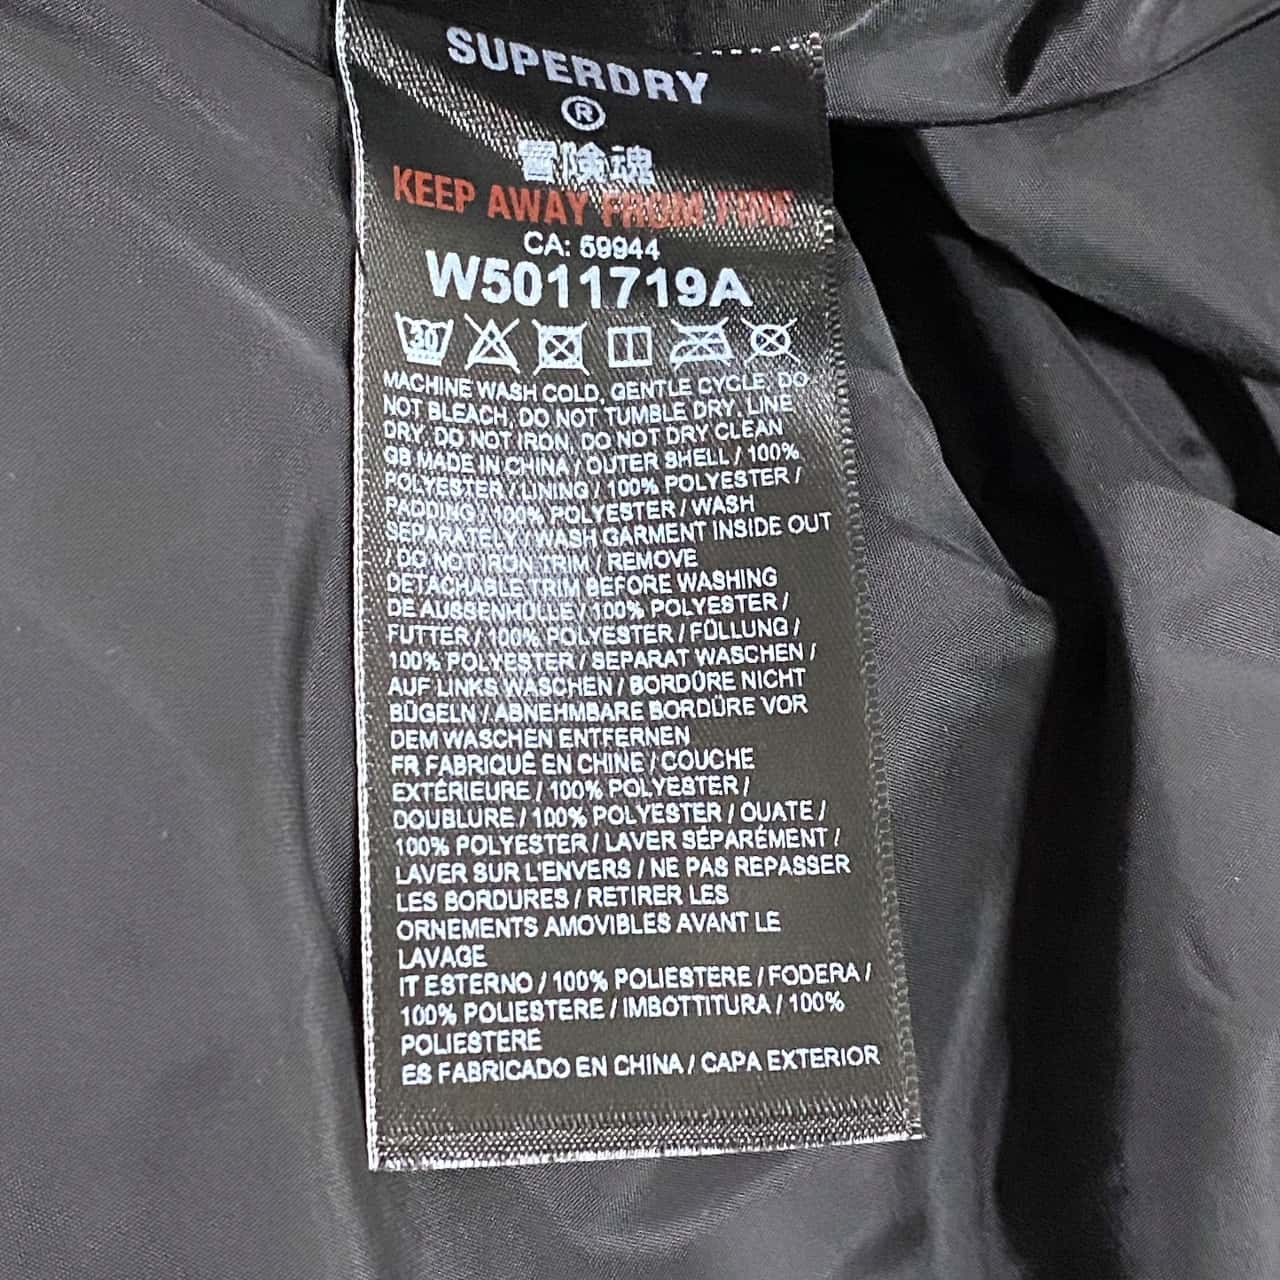 SUPERDRY
®
冒険魂
KEEP AWAY FROM FIRE
CA: 59944
W5011719A
30
MACHINE WASH COLD, GENTLE CYCLE, DO
NOT BLEACH, DO NOT TUMBLE DRY, LINE
DRY, DO NOT IRON, DO NOT DRY CLEAN
GB MADE IN CHINA / OUTER SHELL / 100%
POLYESTER / LINING / 100% POLYESTER /
PADDING / 100% POLYESTER / WASH
SEPARATELY / WASH GARMENT INSIDE OUT
/ DO NOT IRON TRIM / REMOVE
DETACHABLE TRIM BEFORE WASHING
DE AUSSENHÜLLE / 100% POLYESTER /
FUTTER / 100% POLYESTER / FÜLLUNG /
100% POLYESTER / SEPARAT WASCHEN /
AUF LINKS WASCHEN / BORDÜRE NICHT
BÜGELN / ABNEHMBARE BORDÜRE VOR
DEM WASCHEN ENTFERNEN
FR FABRIQUÉ EN CHINE / COUCHE
EXTÉRIEURE / 100% POLYESTER /
DOUBLURE / 100% POLYESTER / OUATE /
100% POLYESTER / LAVER SÉPARÉMENT /
LAVER SUR L'ENVERS / NE PAS REPASSER
LES BORDURES / RETIRER LES
ORNEMENTS AMOVIBLES AVANT LE
LAVAGE
IT ESTERNO / 100% POLIESTERE / FODERA /
100% POLIESTERE / IMBOTTITURA / 100%
POLIESTERE
ES FABRICADO EN CHINA / CAPA EXTERIOR